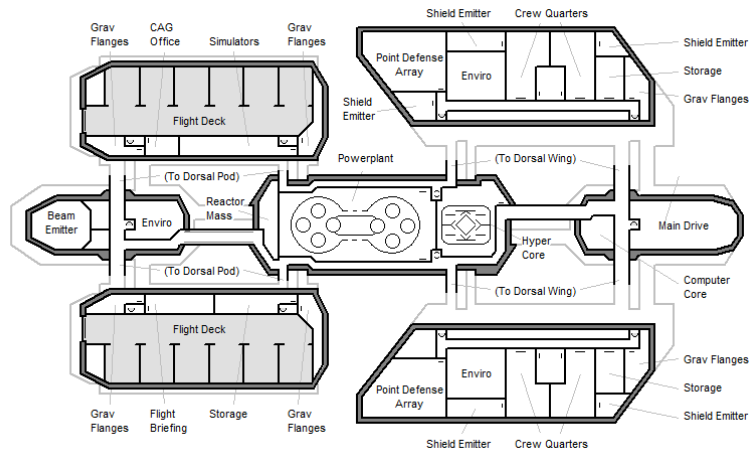 Grav
Flanges
CAG
Office
Simulators
Grav
Flanges
Shield Emitter
Crew Quarters
Point Defense
Array
Enviro
Shield Emitter
Storage
Grav Flanges
Shield
Emitter
Flight Deck
(To Dorsal Pod)
Powerplant
(To Dorsal Wing)
Reactor
Mass
Beam
Emitter
Enviro
Main Drive
Hyper
Core
Computer
Core
(To Dorsal Pod)
(To Dorsal Wing)
Flight Deck
Grav Flanges
Storage
Shield Emitter
Enviro
Point Defense
Array
Grav
Flanges
Flight
Briefing
Storage
Grav
Flanges
Shield Emitter
Crew Quarters